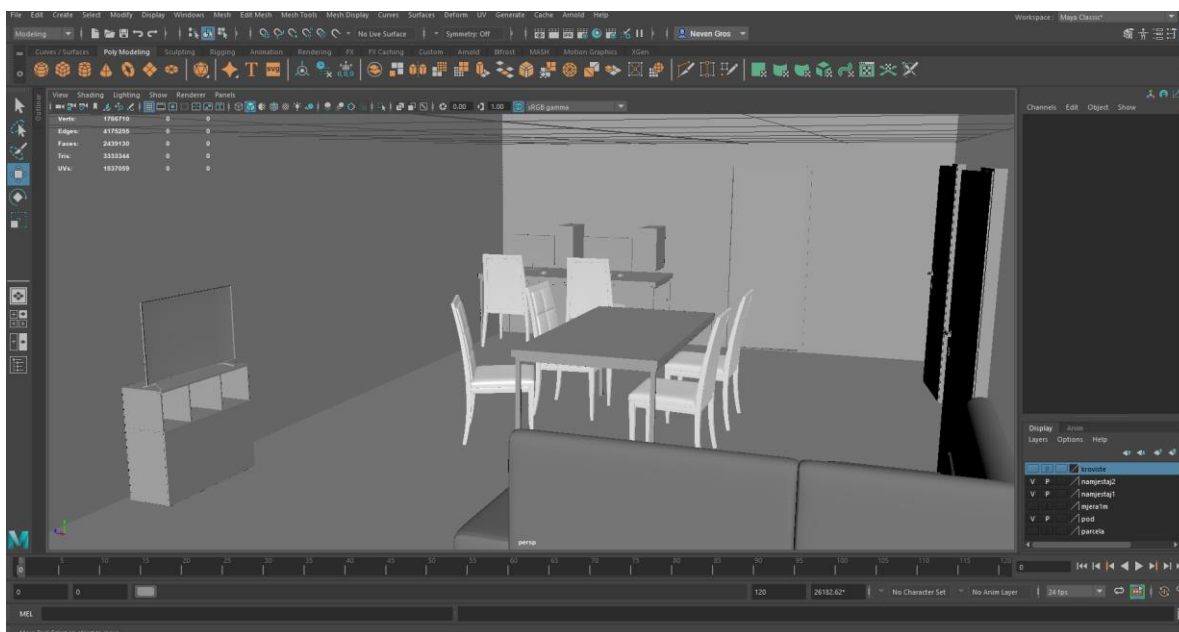 File Edit Create Select Modify Display Windows Mesh Edit Mesh Mesh Tools Mesh Display Curves Surfaces Deform UV Generate Cache Arnold Help Workspace: Maya Classic*
Modeling No Live Surface Symmetry: Off Neven Gros
Curves / Surfaces Poly Modeling Sculpting Rigging Animation Rendering FX FX Caching Custom Arnold Bifrost MASH Motion Graphics XGen
View Shading Lighting Show Renderer Panels
0.00 1.00 sRGB gamma
Channels Edit Object Show
Outliner
Verts: 1766710 0 0
Edges: 4175255 0 0
Faces: 2439130 0 0
Tris: 3333344 0 0
UVs: 1537059 0 0
persp
Display Anim
Layers Options Help
kroviste
V P namjestaj2
V P namjestaj1
mjera1m
V P pod
parcela
0 5 10 15 20 25 30 35 40 45 50 55 60 65 70 75 80 85 90 95 100 105 110 115 120 0
0 0 120 26182.62* No Character Set No Anim Layer 24 fps
MEL